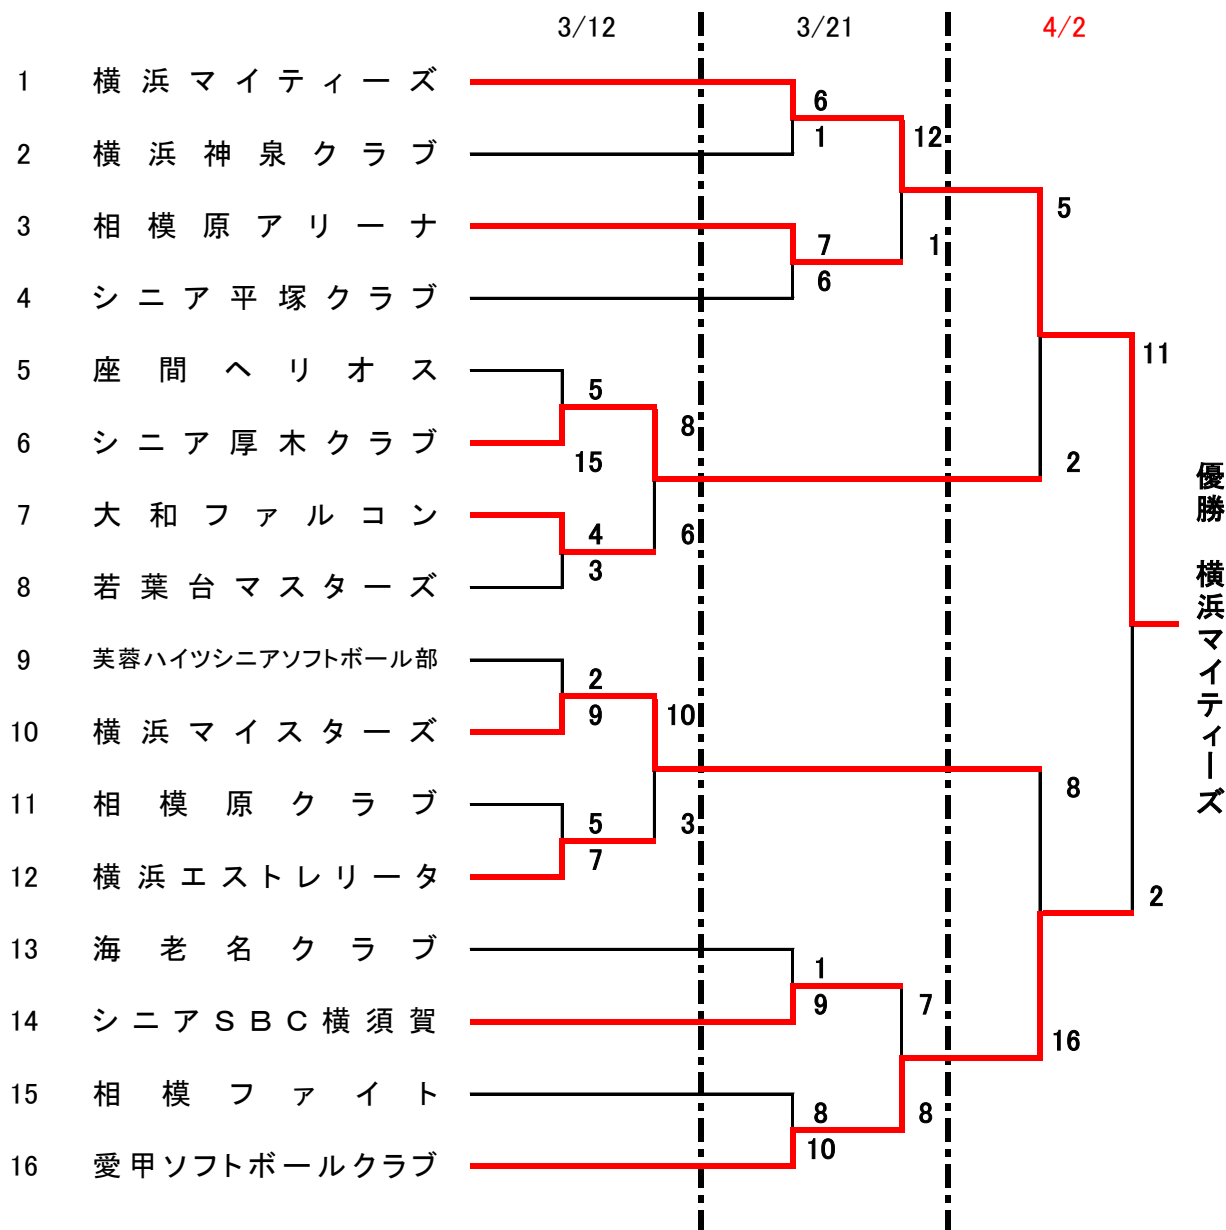 3/12 3/21 4/2
1 横浜マイティーズ
6
1
12
2 横浜神泉クラブ
5
3 相模原アリーナ
7
6
1
4 シニア平塚クラブ
11
5 座間ヘリオス
5
8
6 シニア厚木クラブ
15
2
7 大和ファルコン
4
3
6
8 若葉台マスターズ
優勝 横浜マイティーズ
9 芙蓉ハイツシニアソフトボール部
2
9
10
10 横浜マイスターズ
8
11 相模原クラブ
5
7
3
12 横浜エストレリータ
2
13 海老名クラブ
1
9
7
14 シニアSBC横須賀
16
15 相模ファイト
8
10
8
16 愛甲ソフトボールクラブ